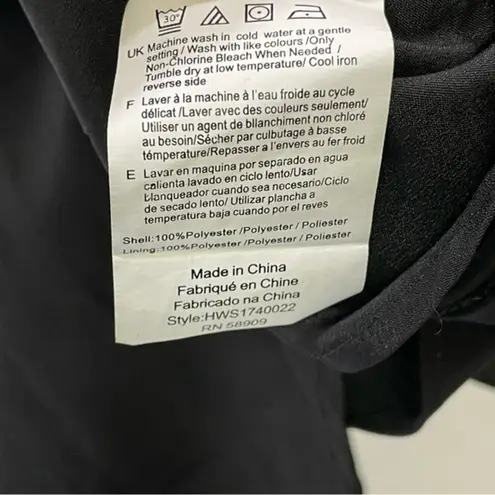 30°
UK Machine wash in cold water at a gentle
setting / Wash with like colours /Only
Non-Chlorine Bleach When Needed /
Tumble dry at low temperature/ Cool iron
reverse side
F Laver à la machine à l'eau froide au cycle
délicat /Laver avec des couleurs seulement/
Utiliser un agent de bllanchiment non chloré
au besoin/Sécher par culbutage à basse
témporature/Repasser a l'envers au fer froid
E Lavar en maquina por separado en agua
calienta lavado en ciclo lento/Usar
blanqueador cuando sea necesario/Ciclo
de secado lento/ Utilizar plancha a
temperatura baja cuando por el reves
Shell:100%Polyester /Polyester / Poliester
Lining:100%Polyester /Polyester / Poliester
Made in China
Fabriqué en Chine
Fabricado na China
Style:HWS1740022
RN 58909